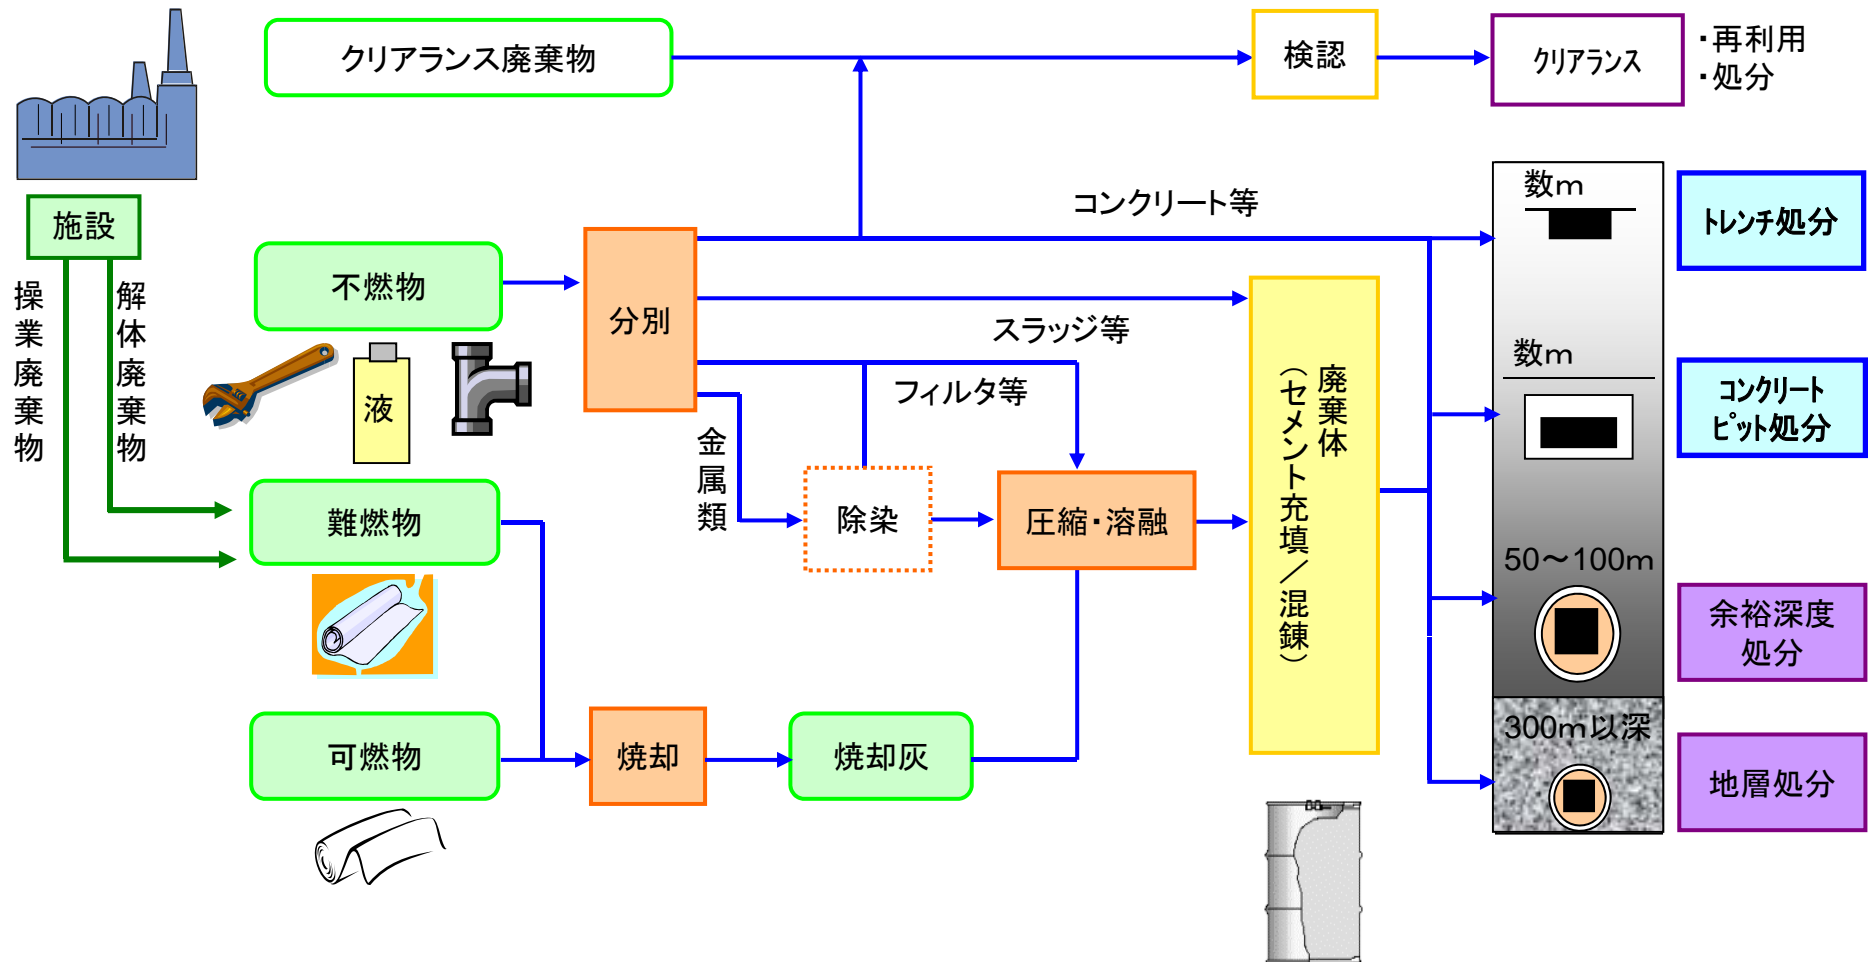 クリアランス廃棄物
検認
クリアランス
・再利用
・処分
施設
操業廃棄物
解体廃棄物
不燃物
液
難燃物
可燃物
分別
コンクリート等
スラッジ等
フィルタ等
金属類
除染
圧縮・溶融
焼却
焼却灰
廃棄体
（セメント充填／混錬）
数m
トレンチ処分
数m
コンクリート
ピット処分
50～100m
余裕深度
処分
300m以深
地層処分